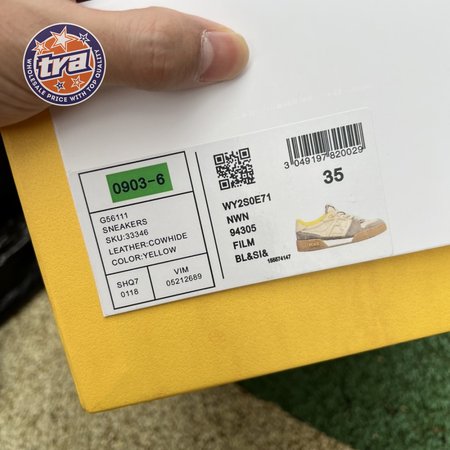 tra
WHOLESALE PRICE WITH TOP QUALITY
0903-6
G56111
SNEAKERS
SKU:33346
LEATHER:COWHIDE
COLOR:YELLOW
SHQ7
0118
VIM
05212689
WY2S0E71
NWN
94305
FILM
BL&SI& 156674147
3 049197 820029
35